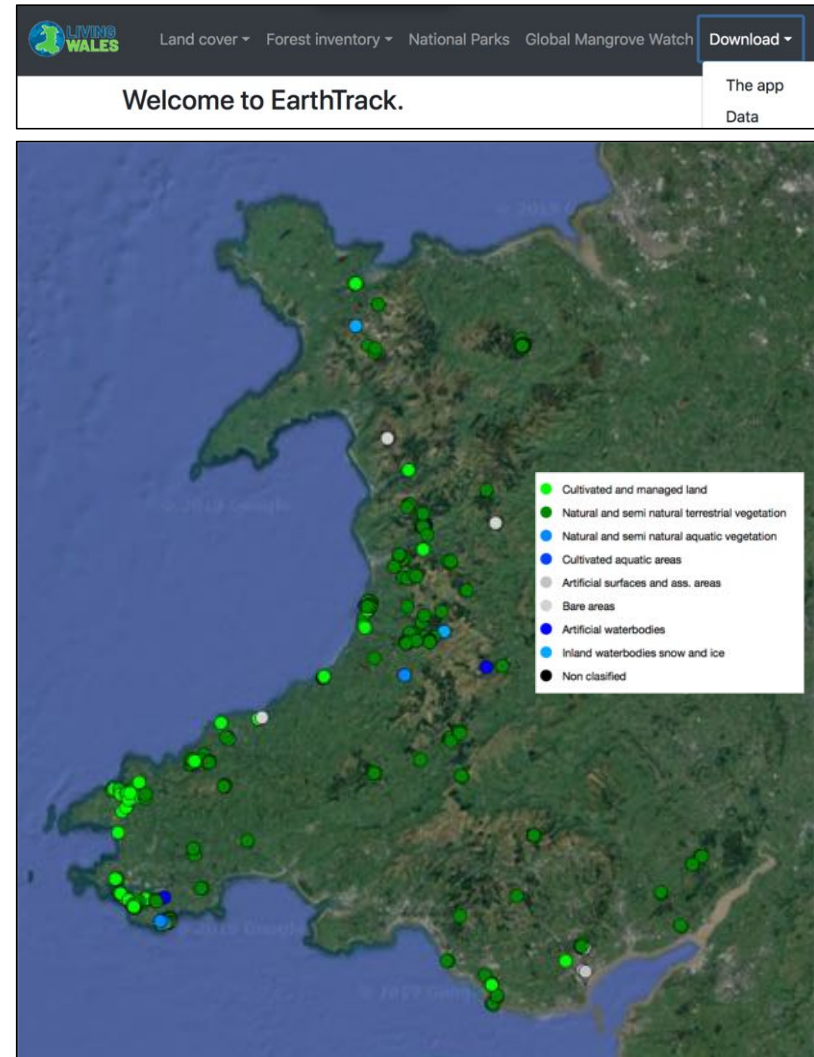 LIVING
WALES
Land cover Forest inventory National Parks Global Mangrove Watch Download
The app
Welcome to EarthTrack.
Data
Cultivated and managed land
Natural and semi natural terrestrial vegetation
Natural and semi natural aquatic vegetation
Cultivated aquatic areas
Artificial surfaces and ass. areas
Bare areas
Artificial waterbodies
Inland waterbodies snow and ice
Non clasified